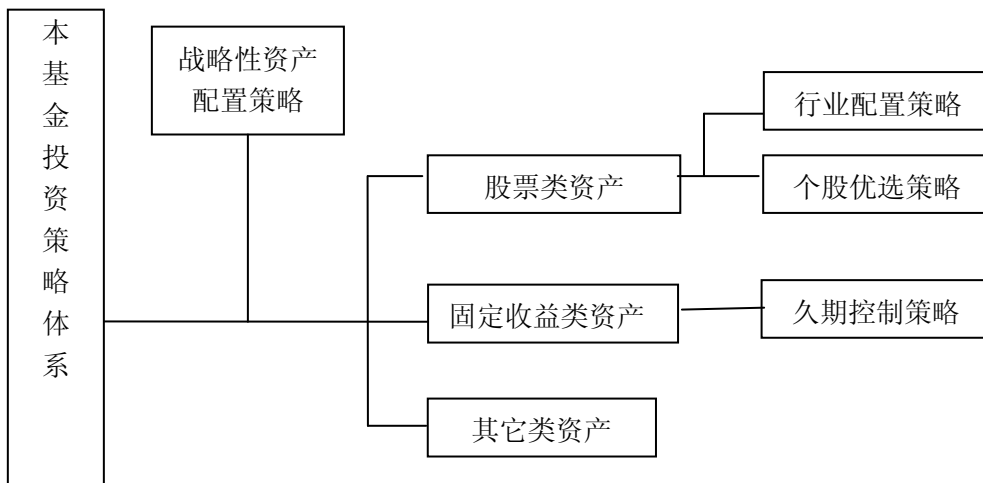 本基金投资策略体系
战略性资产
配置策略
行业配置策略
股票类资产
个股优选策略
固定收益类资产
久期控制策略
其它类资产